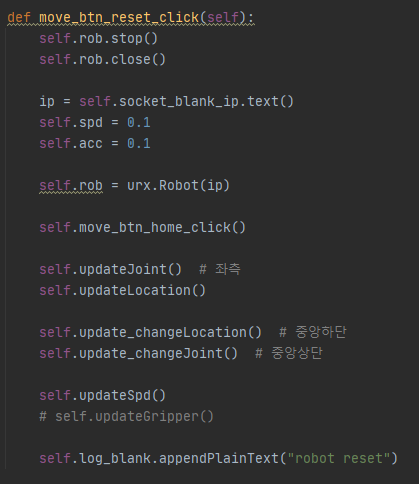 def move_btn_reset_click(self):
    self.rob.stop()
    self.rob.close()
    ip = self.socket_blank_ip.text()
    self.spd = 0.1
    self.acc = 0.1
    self.rob = urx.Robot(ip)
    self.move_btn_home_click()
    self.updateJoint()  # 좌측
    self.updateLocation()
    self.update_changeLocation()  # 중앙하단
    self.update_changeJoint()  # 중앙상단
    self.updateSpd()
    # self.updateGripper()
    self.log_blank.appendPlainText("robot reset")